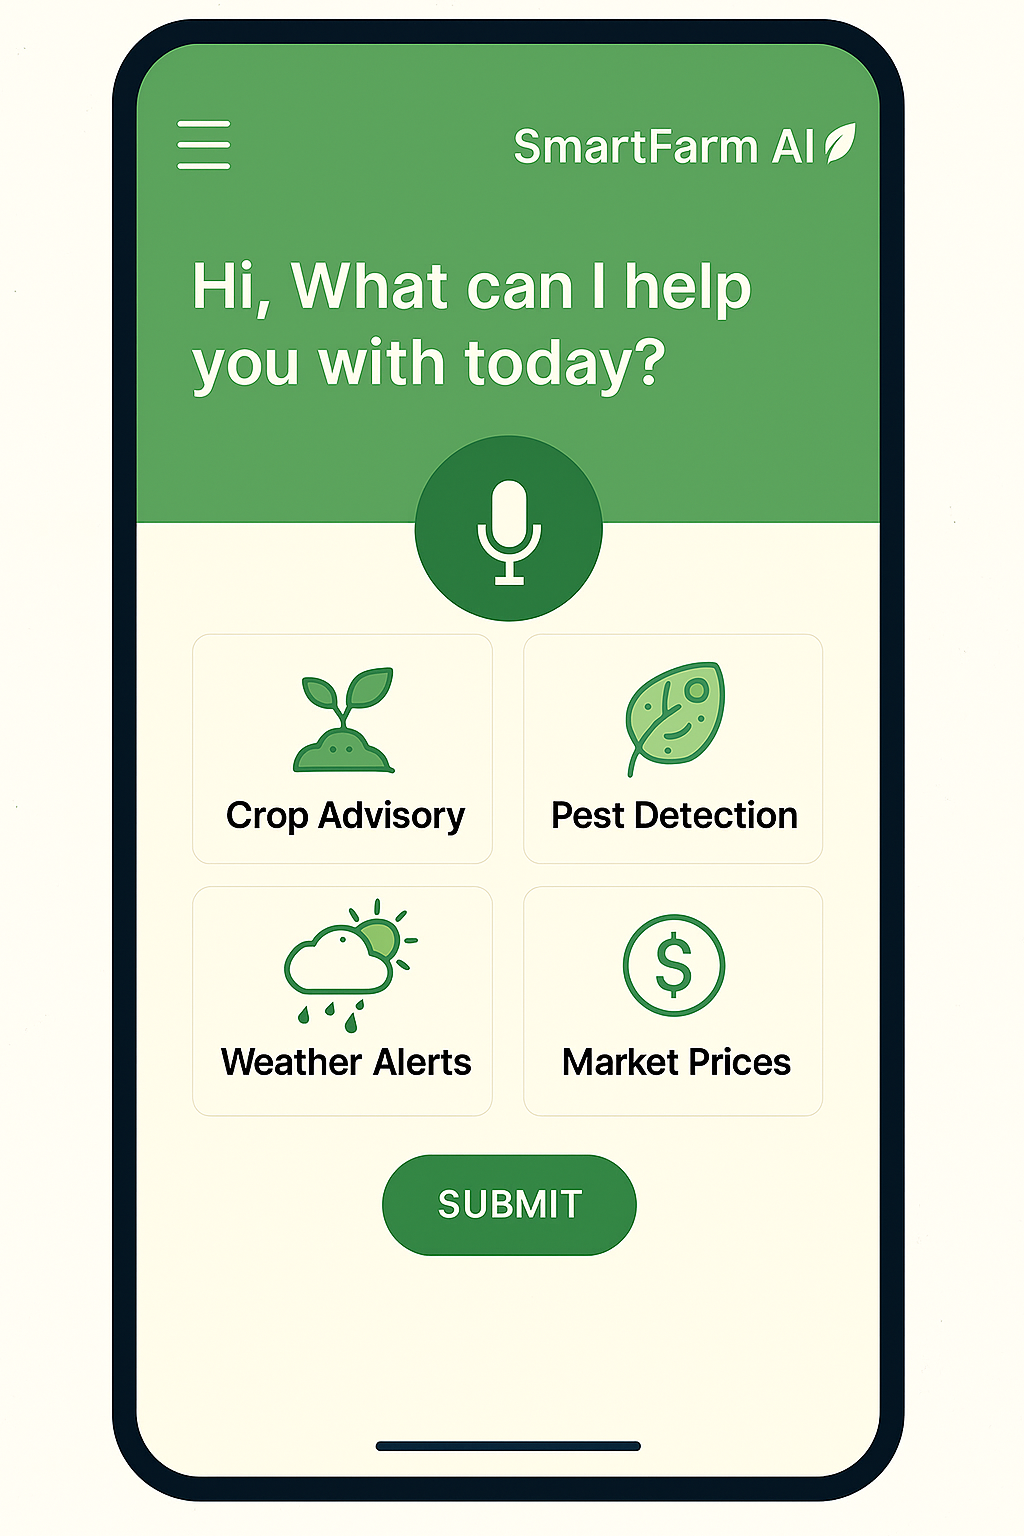 SmartFarm AI
Hi, What can I help
you with today?
Crop Advisory
Pest Detection
Weather Alerts
$
Market Prices
SUBMIT